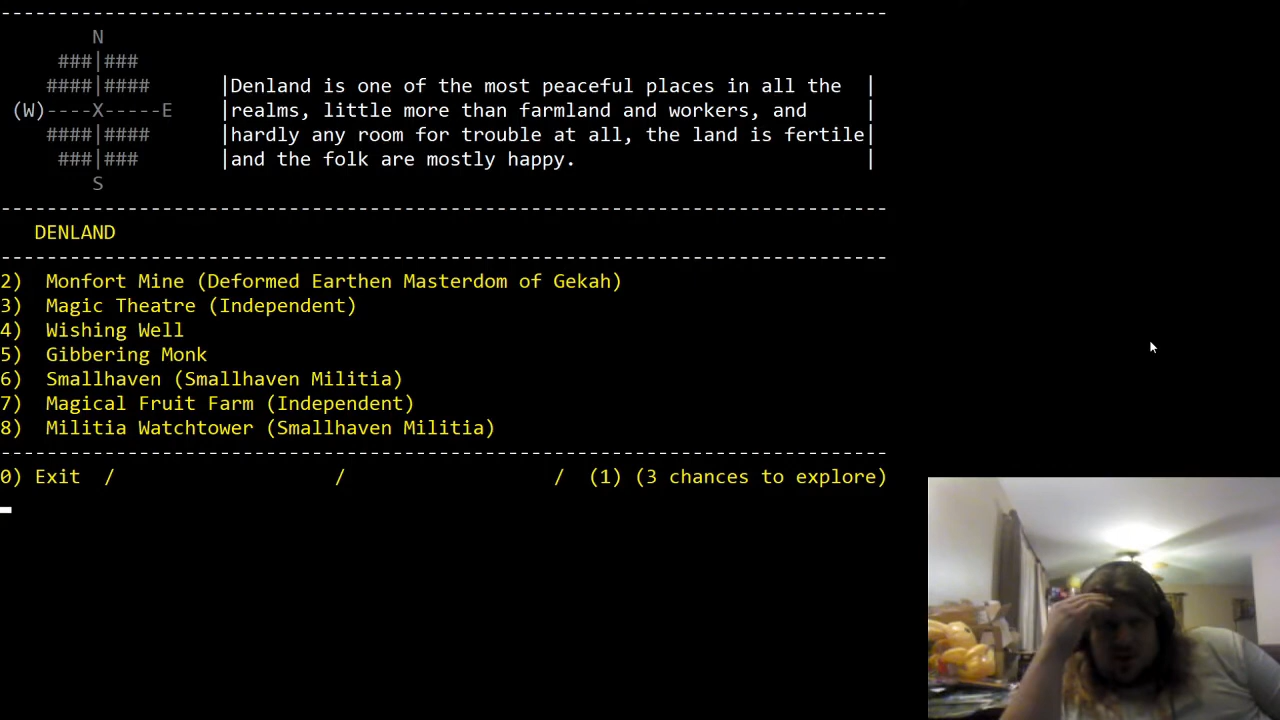 N
###|###
####|####
(W)----X-----E
####|####
###|###
S
|Denland is one of the most peaceful places in all the |
|realms, little more than farmland and workers, and |
|hardly any room for trouble at all, the land is fertile|
|and the folk are mostly happy. |
DENLAND
2) Monfort Mine (Deformed Earthen Masterdom of Gekah)
3) Magic Theatre (Independent)
4) Wishing Well
5) Gibbering Monk
6) Smallhaven (Smallhaven Militia)
7) Magical Fruit Farm (Independent)
8) Militia Watchtower (Smallhaven Militia)
0) Exit / / / (1) (3 chances to explore)